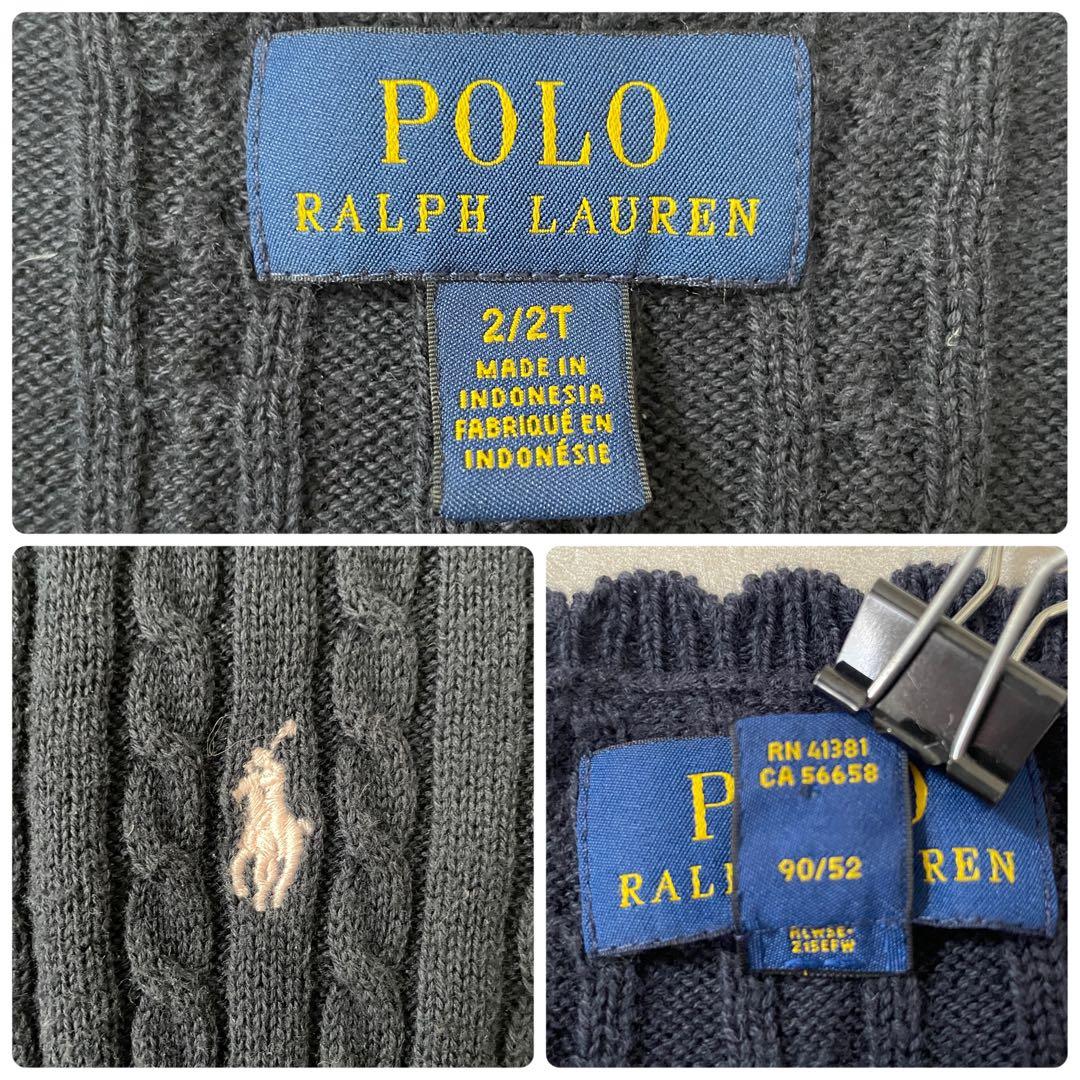 POLO
RALPH LAUREN
2/2T
MADE IN
INDONESIA
FABRIQUÉ EN
INDONÉSIE
RN 41381
CA 56658
90/52